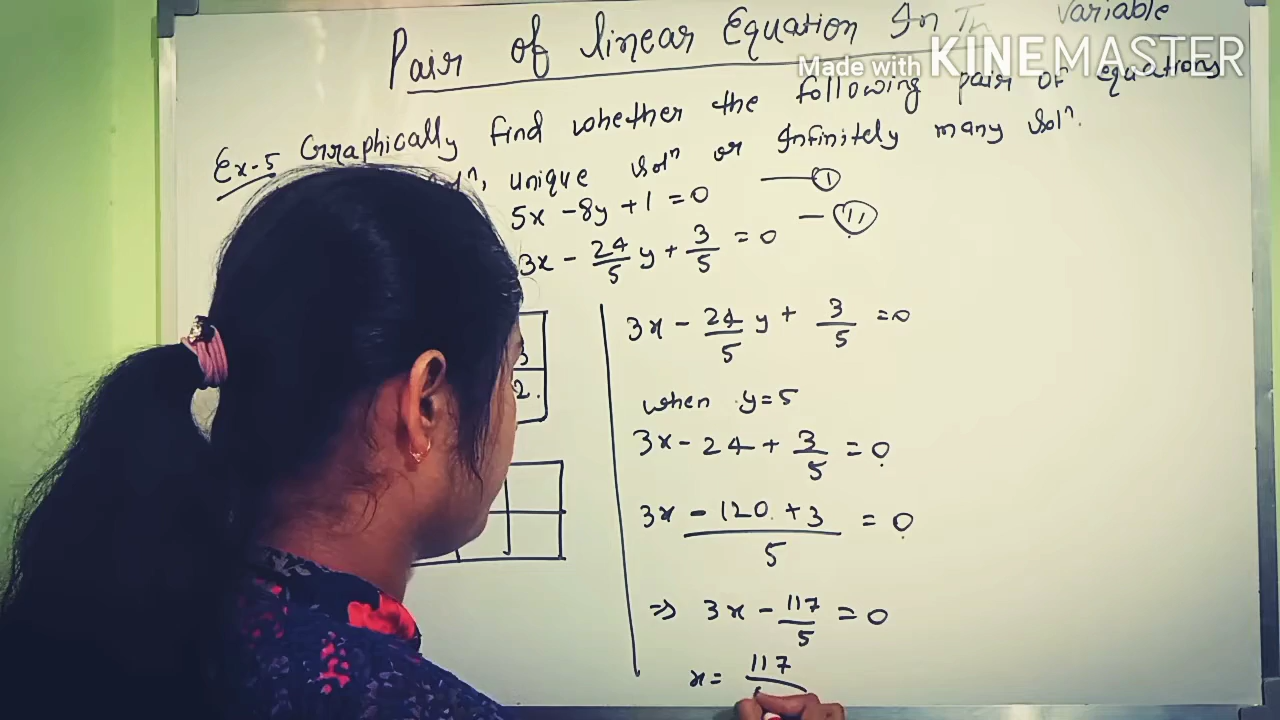 Pair of linear Equation In Variable
Made with KINEMASTER
Ex-5 Graphically find whether the following pair of equations
unique solⁿ or Infinitely many solⁿ.
5x - 8y + 1 = 0 — (i)
3x - 24/5 y + 3/5 = 0 — (ii)
2.
3x - 24/5 y + 3/5 = 0
when y = 5
3x - 24 + 3/5 = 0
3x - 120 + 3 / 5 = 0
⇒ 3x - 117/5 = 0
x = 117